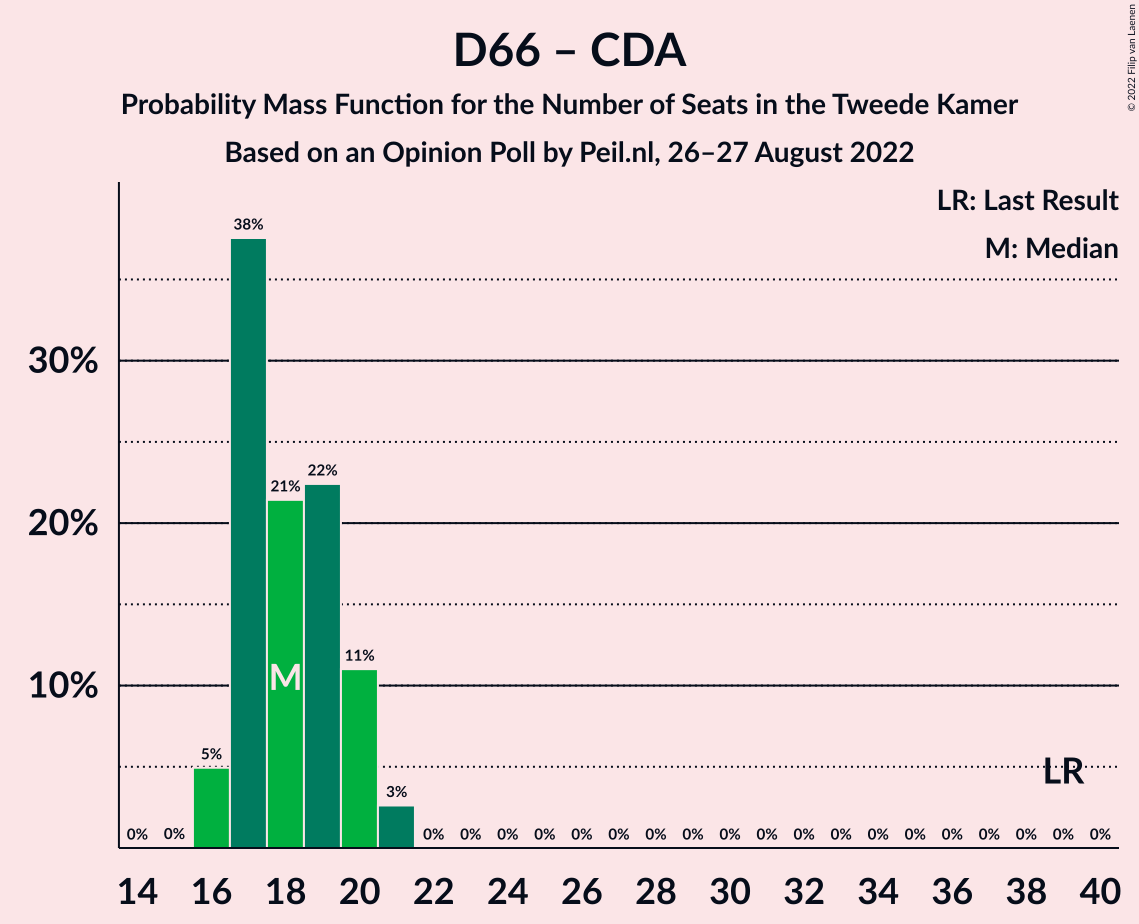 D66 – CDA
Probability Mass Function for the Number of Seats in the Tweede Kamer
Based on an Opinion Poll by Peil.nl, 26–27 August 2022
© 2022 Filip van Laenen
LR: Last Result
M: Median
38%
30%
22%
21%
20%
11%
M
10%
5%
LR
3%
0% 0% 0% 0% 0% 0% 0% 0% 0% 0% 0% 0% 0% 0% 0% 0% 0% 0% 0% 0% 0%
14 16 18 20 22 24 26 28 30 32 34 36 38 40